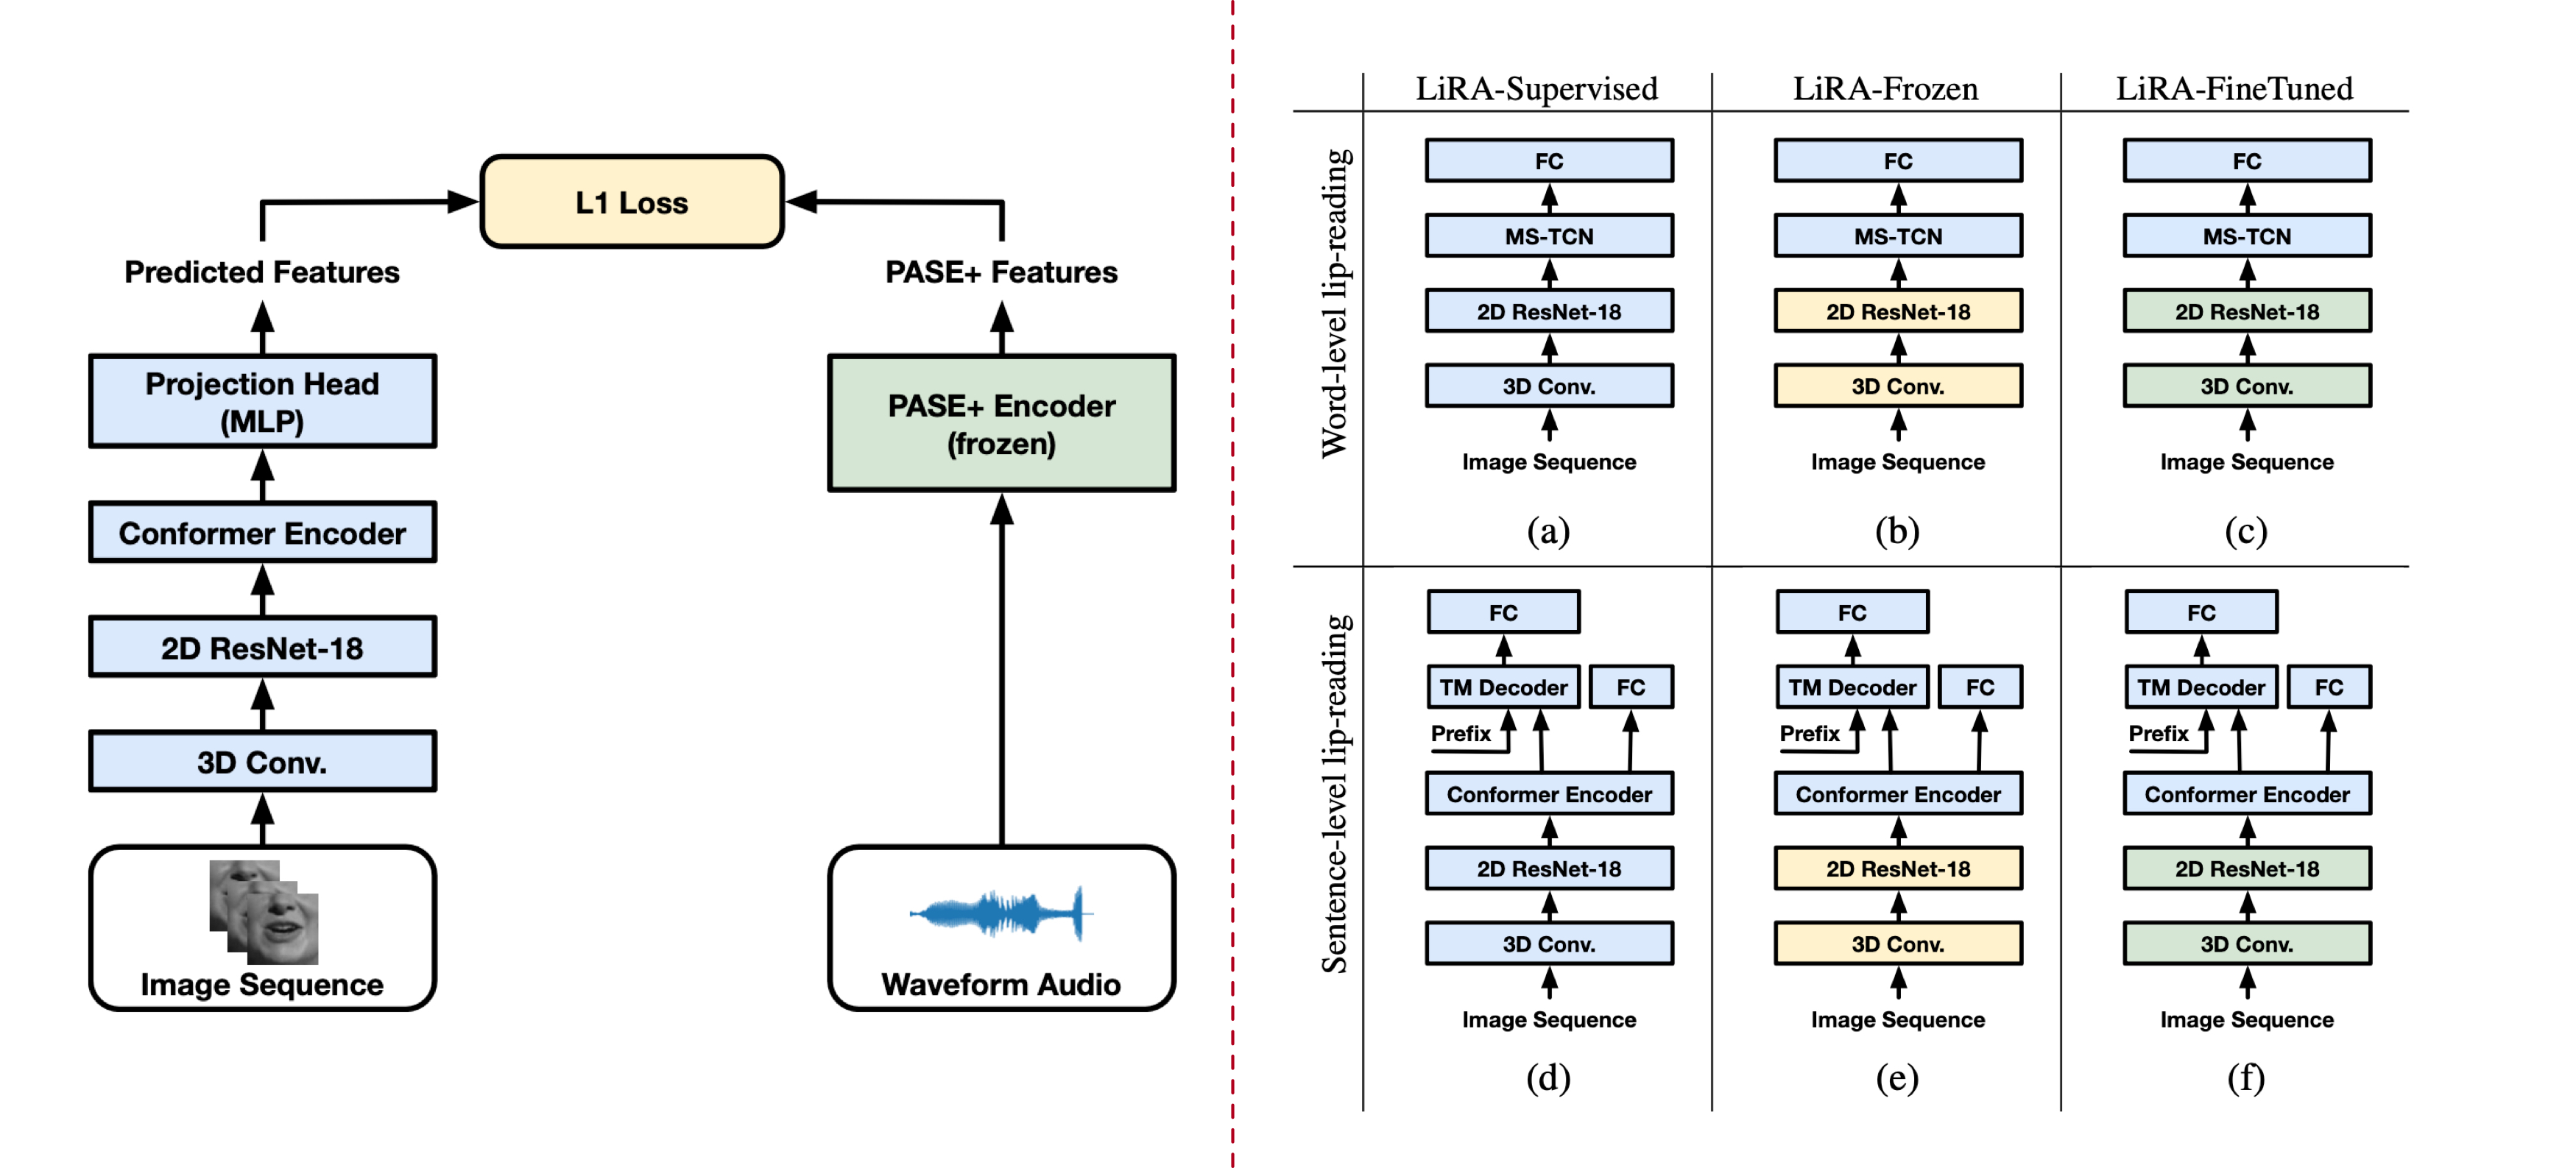 L1 Loss
Predicted Features
PASE+ Features
Projection Head
(MLP)
PASE+ Encoder
(frozen)
Conformer Encoder
2D ResNet-18
3D Conv.
Image Sequence
Waveform Audio
LiRA-Supervised
LiRA-Frozen
LiRA-FineTuned
Word-level lip-reading
FC
MS-TCN
2D ResNet-18
3D Conv.
Image Sequence
(a)
FC
MS-TCN
2D ResNet-18
3D Conv.
Image Sequence
(b)
FC
MS-TCN
2D ResNet-18
3D Conv.
Image Sequence
(c)
Sentence-level lip-reading
FC
TM Decoder
FC
Prefix
Conformer Encoder
2D ResNet-18
3D Conv.
Image Sequence
(d)
FC
TM Decoder
FC
Prefix
Conformer Encoder
2D ResNet-18
3D Conv.
Image Sequence
(e)
FC
TM Decoder
FC
Prefix
Conformer Encoder
2D ResNet-18
3D Conv.
Image Sequence
(f)